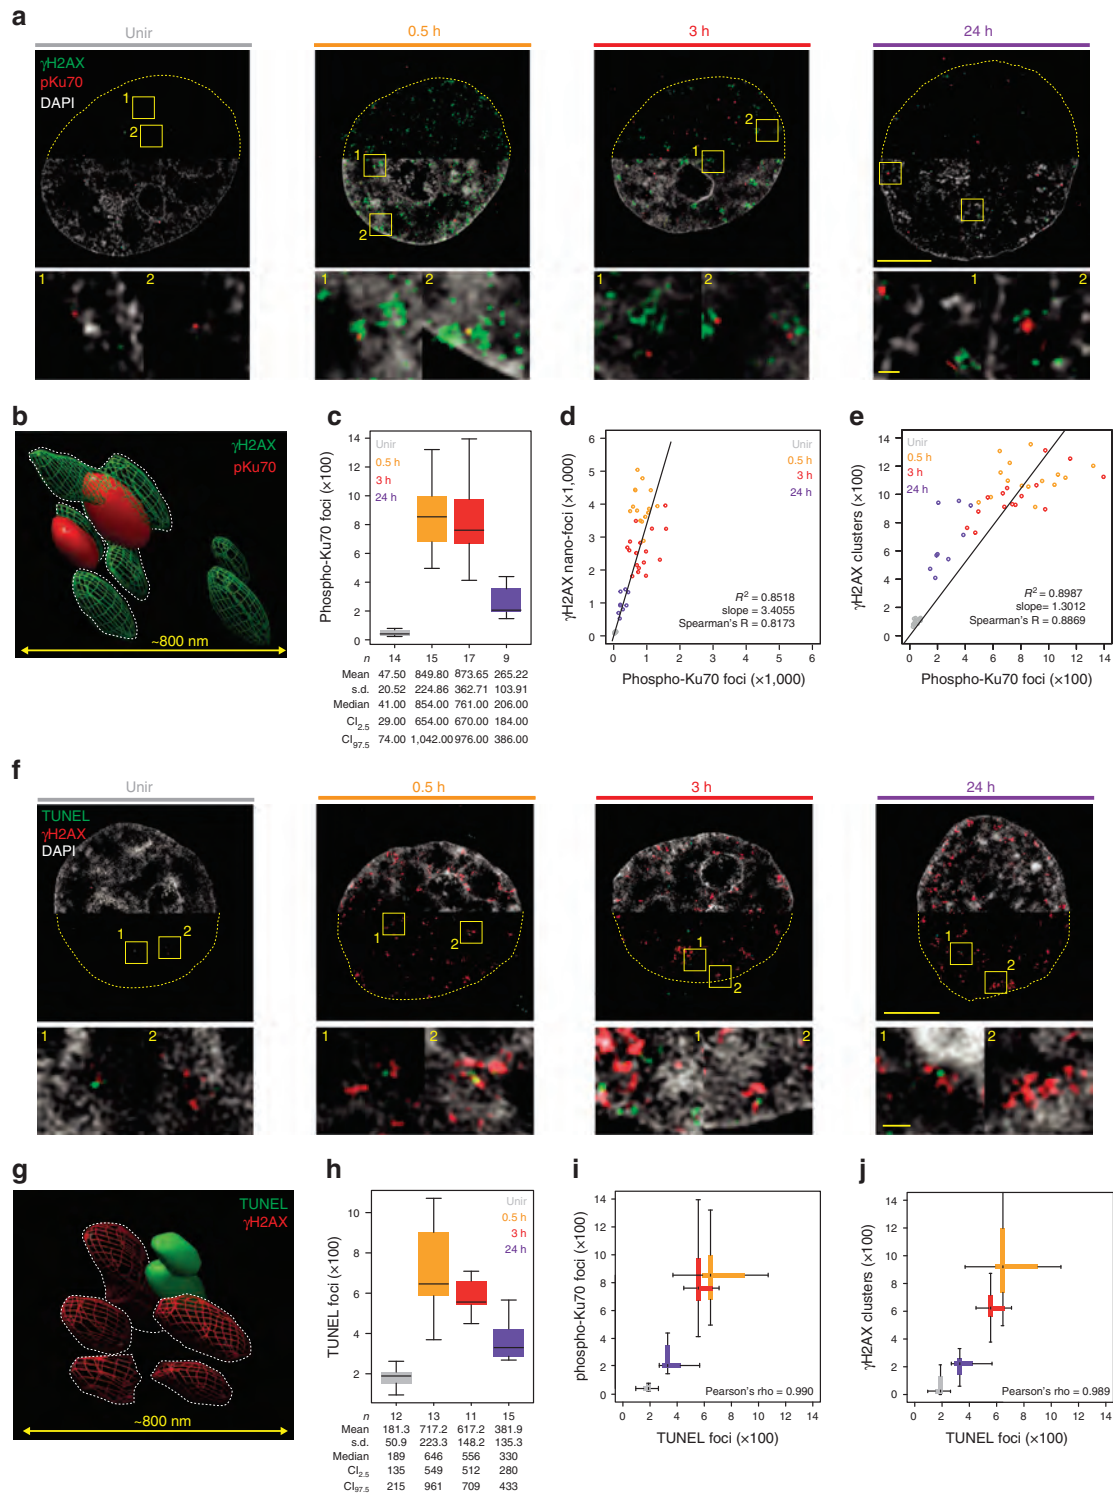 a
Unir
0.5 h
3 h
24 h
γH2AX
pKu70
DAPI
1
2
1
2
1
2
1
2
1
2
1
2
1
2
b
γH2AX
pKu70
~800 nm
c
Phospho-Ku70 foci (×100)
14
12
10
8
6
4
2
0
Unir
0.5 h
3 h
24 h
n 14 15 17 9
Mean 47.50 849.80 873.65 265.22
s.d. 20.52 224.86 362.71 103.91
Median 41.00 854.00 761.00 206.00
CI2.5 29.00 654.00 670.00 184.00
CI97.5 74.00 1,042.00 976.00 386.00
d
γH2AX nano-foci (×1,000)
6
5
4
3
2
1
0
Unir
0.5 h
3 h
24 h
R2 = 0.8518
slope = 3.4055
Spearman's R = 0.8173
0 1 2 3 4 5 6
Phospho-Ku70 foci (×1,000)
e
γH2AX clusters (×100)
14
12
10
8
6
4
2
0
Unir
0.5 h
3 h
24 h
R2 = 0.8987
slope= 1.3012
Spearman's R = 0.8869
0 2 4 6 8 10 12 14
Phospho-Ku70 foci (×100)
f
Unir
0.5 h
3 h
24 h
TUNEL
γH2AX
DAPI
1
2
1
2
1
2
1
2
1
2
1
2
1
2
1
2
g
TUNEL
γH2AX
~800 nm
h
TUNEL foci (×100)
10
8
6
4
2
Unir
0.5 h
3 h
24 h
n 12 13 11 15
Mean 181.3 717.2 617.2 381.9
s.d. 50.9 223.3 148.2 135.3
Median 189 646 556 330
CI2.5 135 549 512 280
CI97.5 215 961 709 433
i
phospho-Ku70 foci (×100)
14
12
10
8
6
4
2
0
Pearson's rho = 0.990
0 2 4 6 8 10 12 14
TUNEL foci (×100)
j
γH2AX clusters (×100)
14
12
10
8
6
4
2
0
Pearson's rho = 0.989
0 2 4 6 8 10 12 14
TUNEL foci (×100)